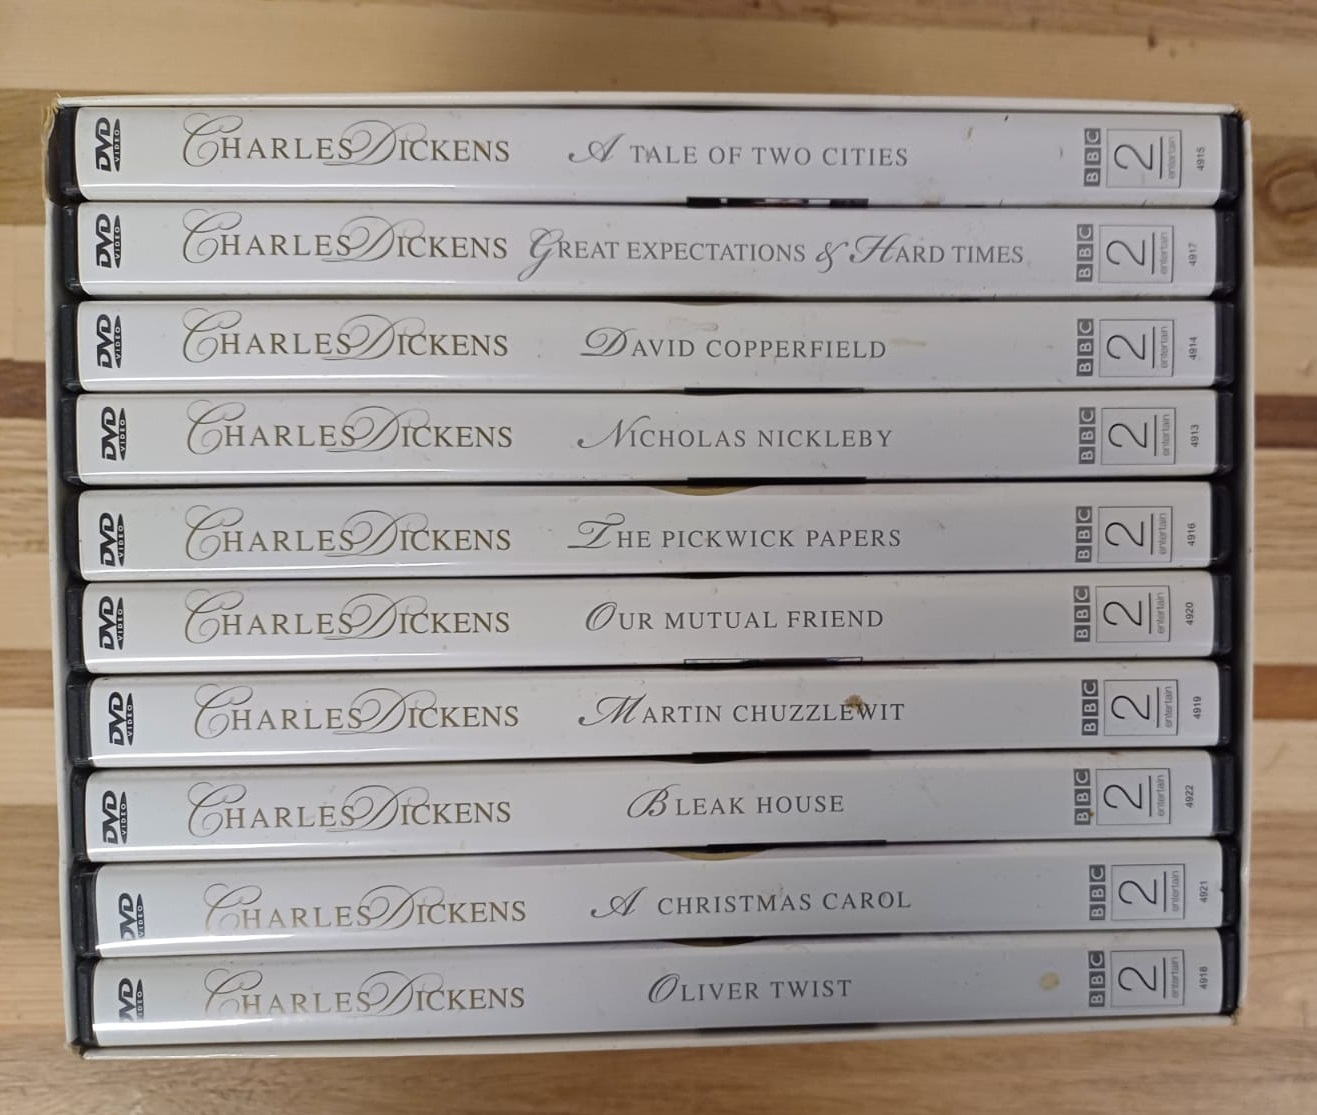 DVD VIDEO CHARLES DICKENS A TALE OF TWO CITIES BBC 2 entertain 4915
DVD VIDEO CHARLES DICKENS GREAT EXPECTATIONS & HARD TIMES BBC 2 entertain 4917
DVD VIDEO CHARLES DICKENS DAVID COPPERFIELD BBC 2 entertain 4914
DVD VIDEO CHARLES DICKENS NICHOLAS NICKLEBY BBC 2 entertain 4913
DVD VIDEO CHARLES DICKENS THE PICKWICK PAPERS BBC 2 entertain 4916
DVD VIDEO CHARLES DICKENS OUR MUTUAL FRIEND BBC 2 entertain 4920
DVD VIDEO CHARLES DICKENS MARTIN CHUZZLEWIT BBC 2 entertain 4919
DVD VIDEO CHARLES DICKENS BLEAK HOUSE BBC 2 entertain 4922
DVD VIDEO CHARLES DICKENS A CHRISTMAS CAROL BBC 2 entertain 4921
DVD VIDEO CHARLES DICKENS OLIVER TWIST BBC 2 entertain 4918